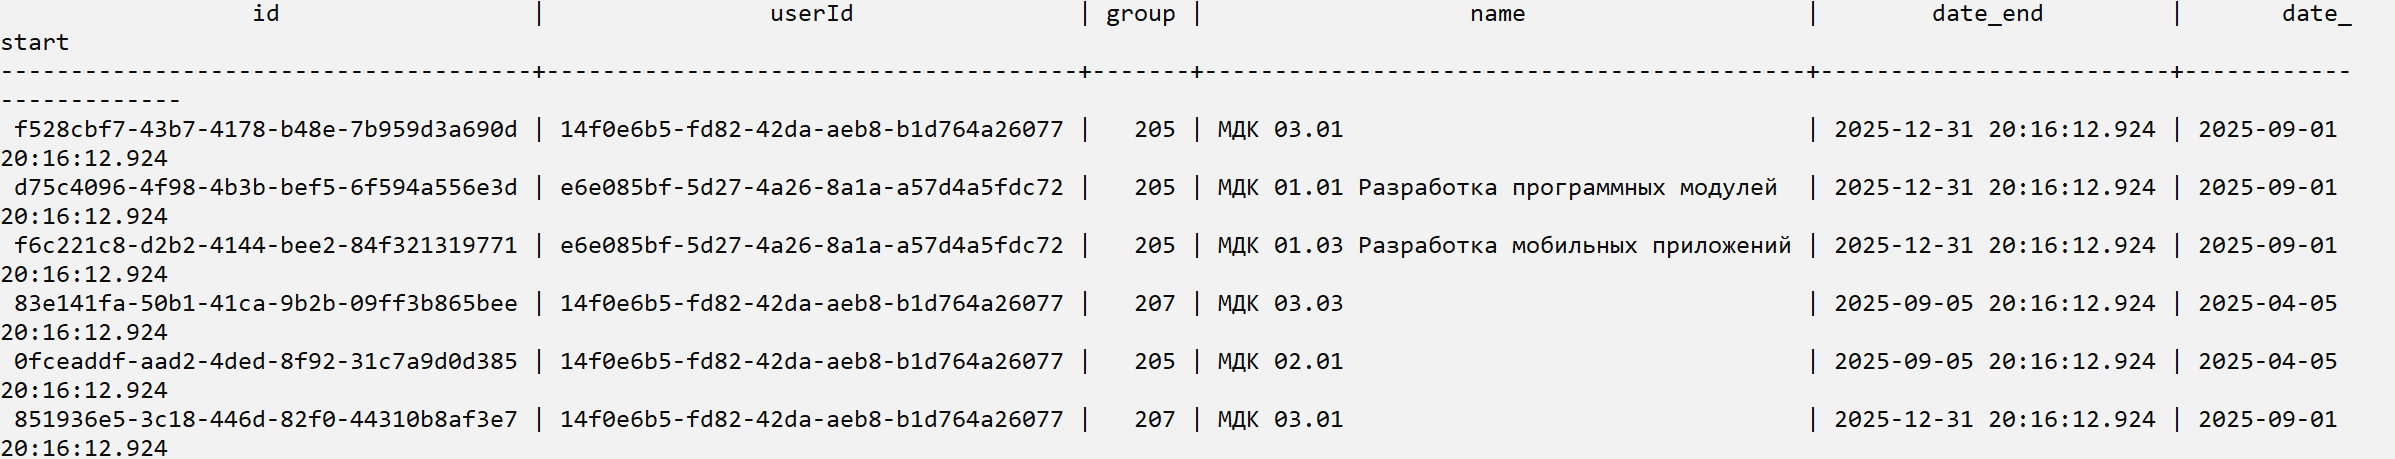 id | userId | group | name | date_end | date_
start
--------------------------------------+--------------------------------------+-------+-------------------------------------------+-------------------------+------------
-------------
f528cbf7-43b7-4178-b48e-7b959d3a690d | 14f0e6b5-fd82-42da-aeb8-b1d764a26077 | 205 | МДК 03.01 | 2025-12-31 20:16:12.924 | 2025-09-01
20:16:12.924
d75c4096-4f98-4b3b-bef5-6f594a556e3d | e6e085bf-5d27-4a26-8a1a-a57d4a5fdc72 | 205 | МДК 01.01 Разработка программных модулей | 2025-12-31 20:16:12.924 | 2025-09-01
20:16:12.924
f6c221c8-d2b2-4144-bee2-84f321319771 | e6e085bf-5d27-4a26-8a1a-a57d4a5fdc72 | 205 | МДК 01.03 Разработка мобильных приложений | 2025-12-31 20:16:12.924 | 2025-09-01
20:16:12.924
83e141fa-50b1-41ca-9b2b-09ff3b865bee | 14f0e6b5-fd82-42da-aeb8-b1d764a26077 | 207 | МДК 03.03 | 2025-09-05 20:16:12.924 | 2025-04-05
20:16:12.924
0fceaddf-aad2-4ded-8f92-31c7a9d0d385 | 14f0e6b5-fd82-42da-aeb8-b1d764a26077 | 205 | МДК 02.01 | 2025-09-05 20:16:12.924 | 2025-04-05
20:16:12.924
851936e5-3c18-446d-82f0-44310b8af3e7 | 14f0e6b5-fd82-42da-aeb8-b1d764a26077 | 207 | МДК 03.01 | 2025-12-31 20:16:12.924 | 2025-09-01
20:16:12.924